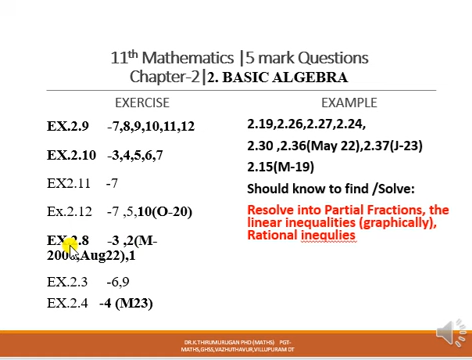 11th Mathematics |5 mark Questions
Chapter-2|2. BASIC ALGEBRA
EXERCISE
EX.2.9 -7,8,9,10,11,12
EX.2.10 -3,4,5,6,7
EX2.11 -7
Ex.2.12 -7 ,5,10(O-20)
EX.2.8 -3 ,2(M-
,Aug22),1
EX.2.3 -6,9
EX.2.4 -4 (M23)
EXAMPLE
2.19,2.26,2.27,2.24,
2.30 ,2.36(May 22),2.37(J-23)
2.15(M-19)
Should know to find /Solve:
Resolve into Partial Fractions, the
linear inequalities (graphically),
Rational inequlies
DR.K.THIRUMURUGAN PHD (MATHS) PGT-
MATHS,GHSS,VAZHUTHAVUR,VILLUPURAM DT